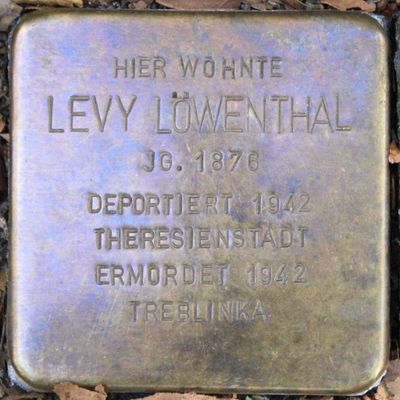 HIER WOHNTE
LEVY LÖWENTHAL
JG. 1876
DEPORTIERT 1942
THERESIENSTADT
ERMORDET 1942
TREBLINKA